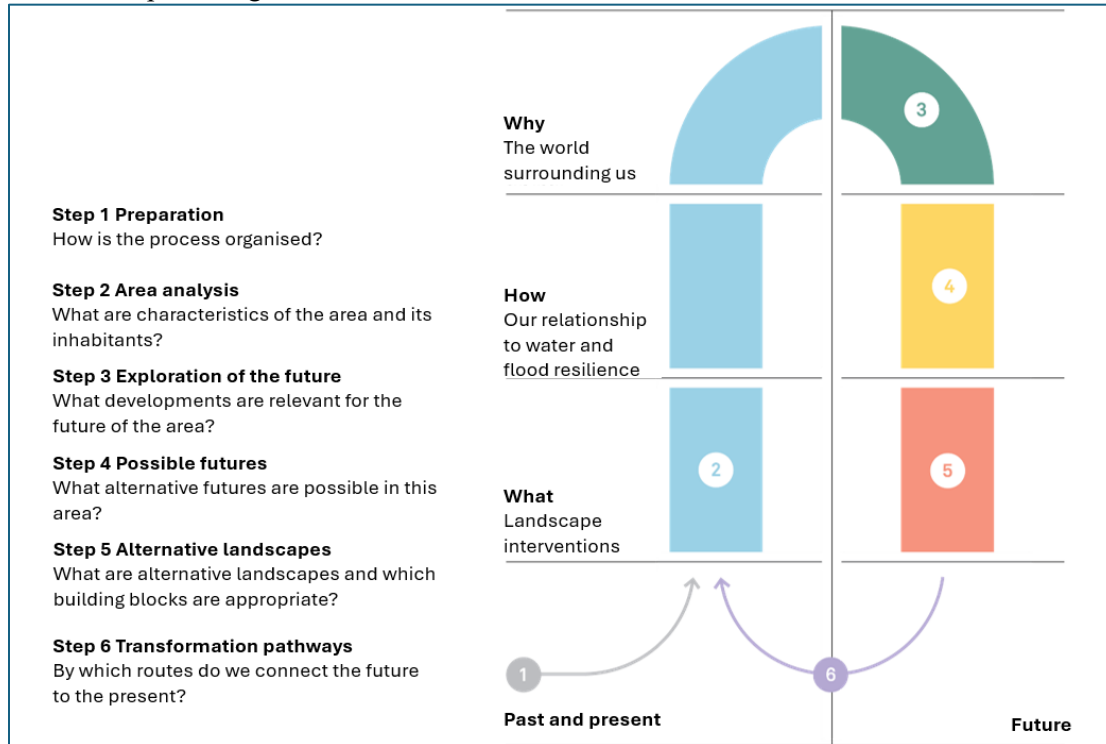 Step 1 Preparation
How is the process organised?
Step 2 Area analysis
What are characteristics of the area and its
inhabitants?
Step 3 Exploration of the future
What developments are relevant for the
future of the area?
Step 4 Possible futures
What alternative futures are possible in this
area?
Step 5 Alternative landscapes
What are alternative landscapes and which
building blocks are appropriate?
Step 6 Transformation pathways
By which routes do we connect the future
to the present?
Why
The world
surrounding us
How
Our relationship
to water and
flood resilience
What
Landscape
interventions
3
4
2
5
1
6
Past and present
Future